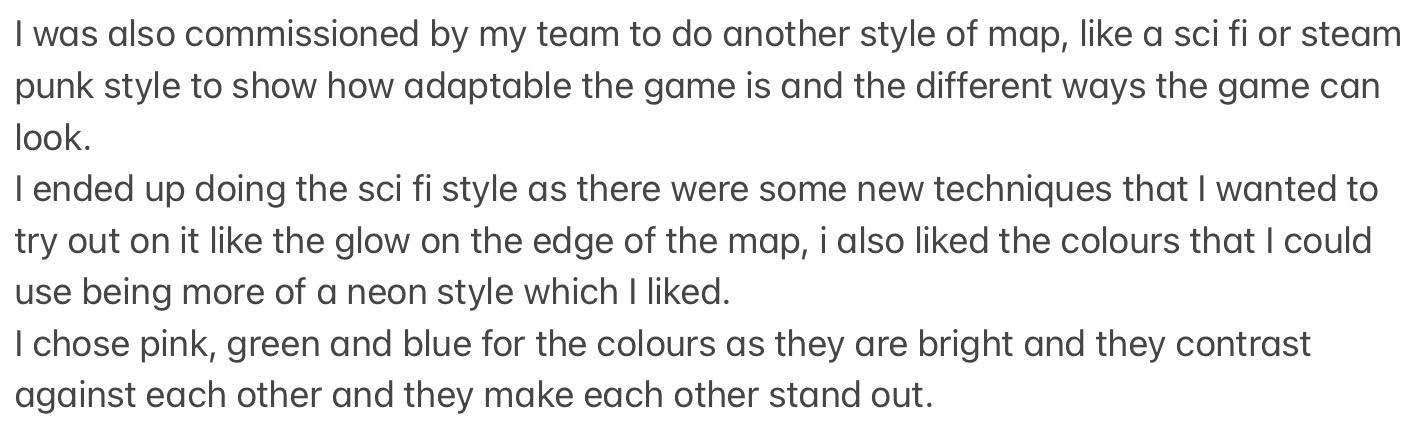 I was also commissioned by my team to do another style of map, like a sci fi or steam
punk style to show how adaptable the game is and the different ways the game can
look.
I ended up doing the sci fi style as there were some new techniques that I wanted to
try out on it like the glow on the edge of the map, i also liked the colours that I could
use being more of a neon style which I liked.
I chose pink, green and blue for the colours as they are bright and they contrast
against each other and they make each other stand out.